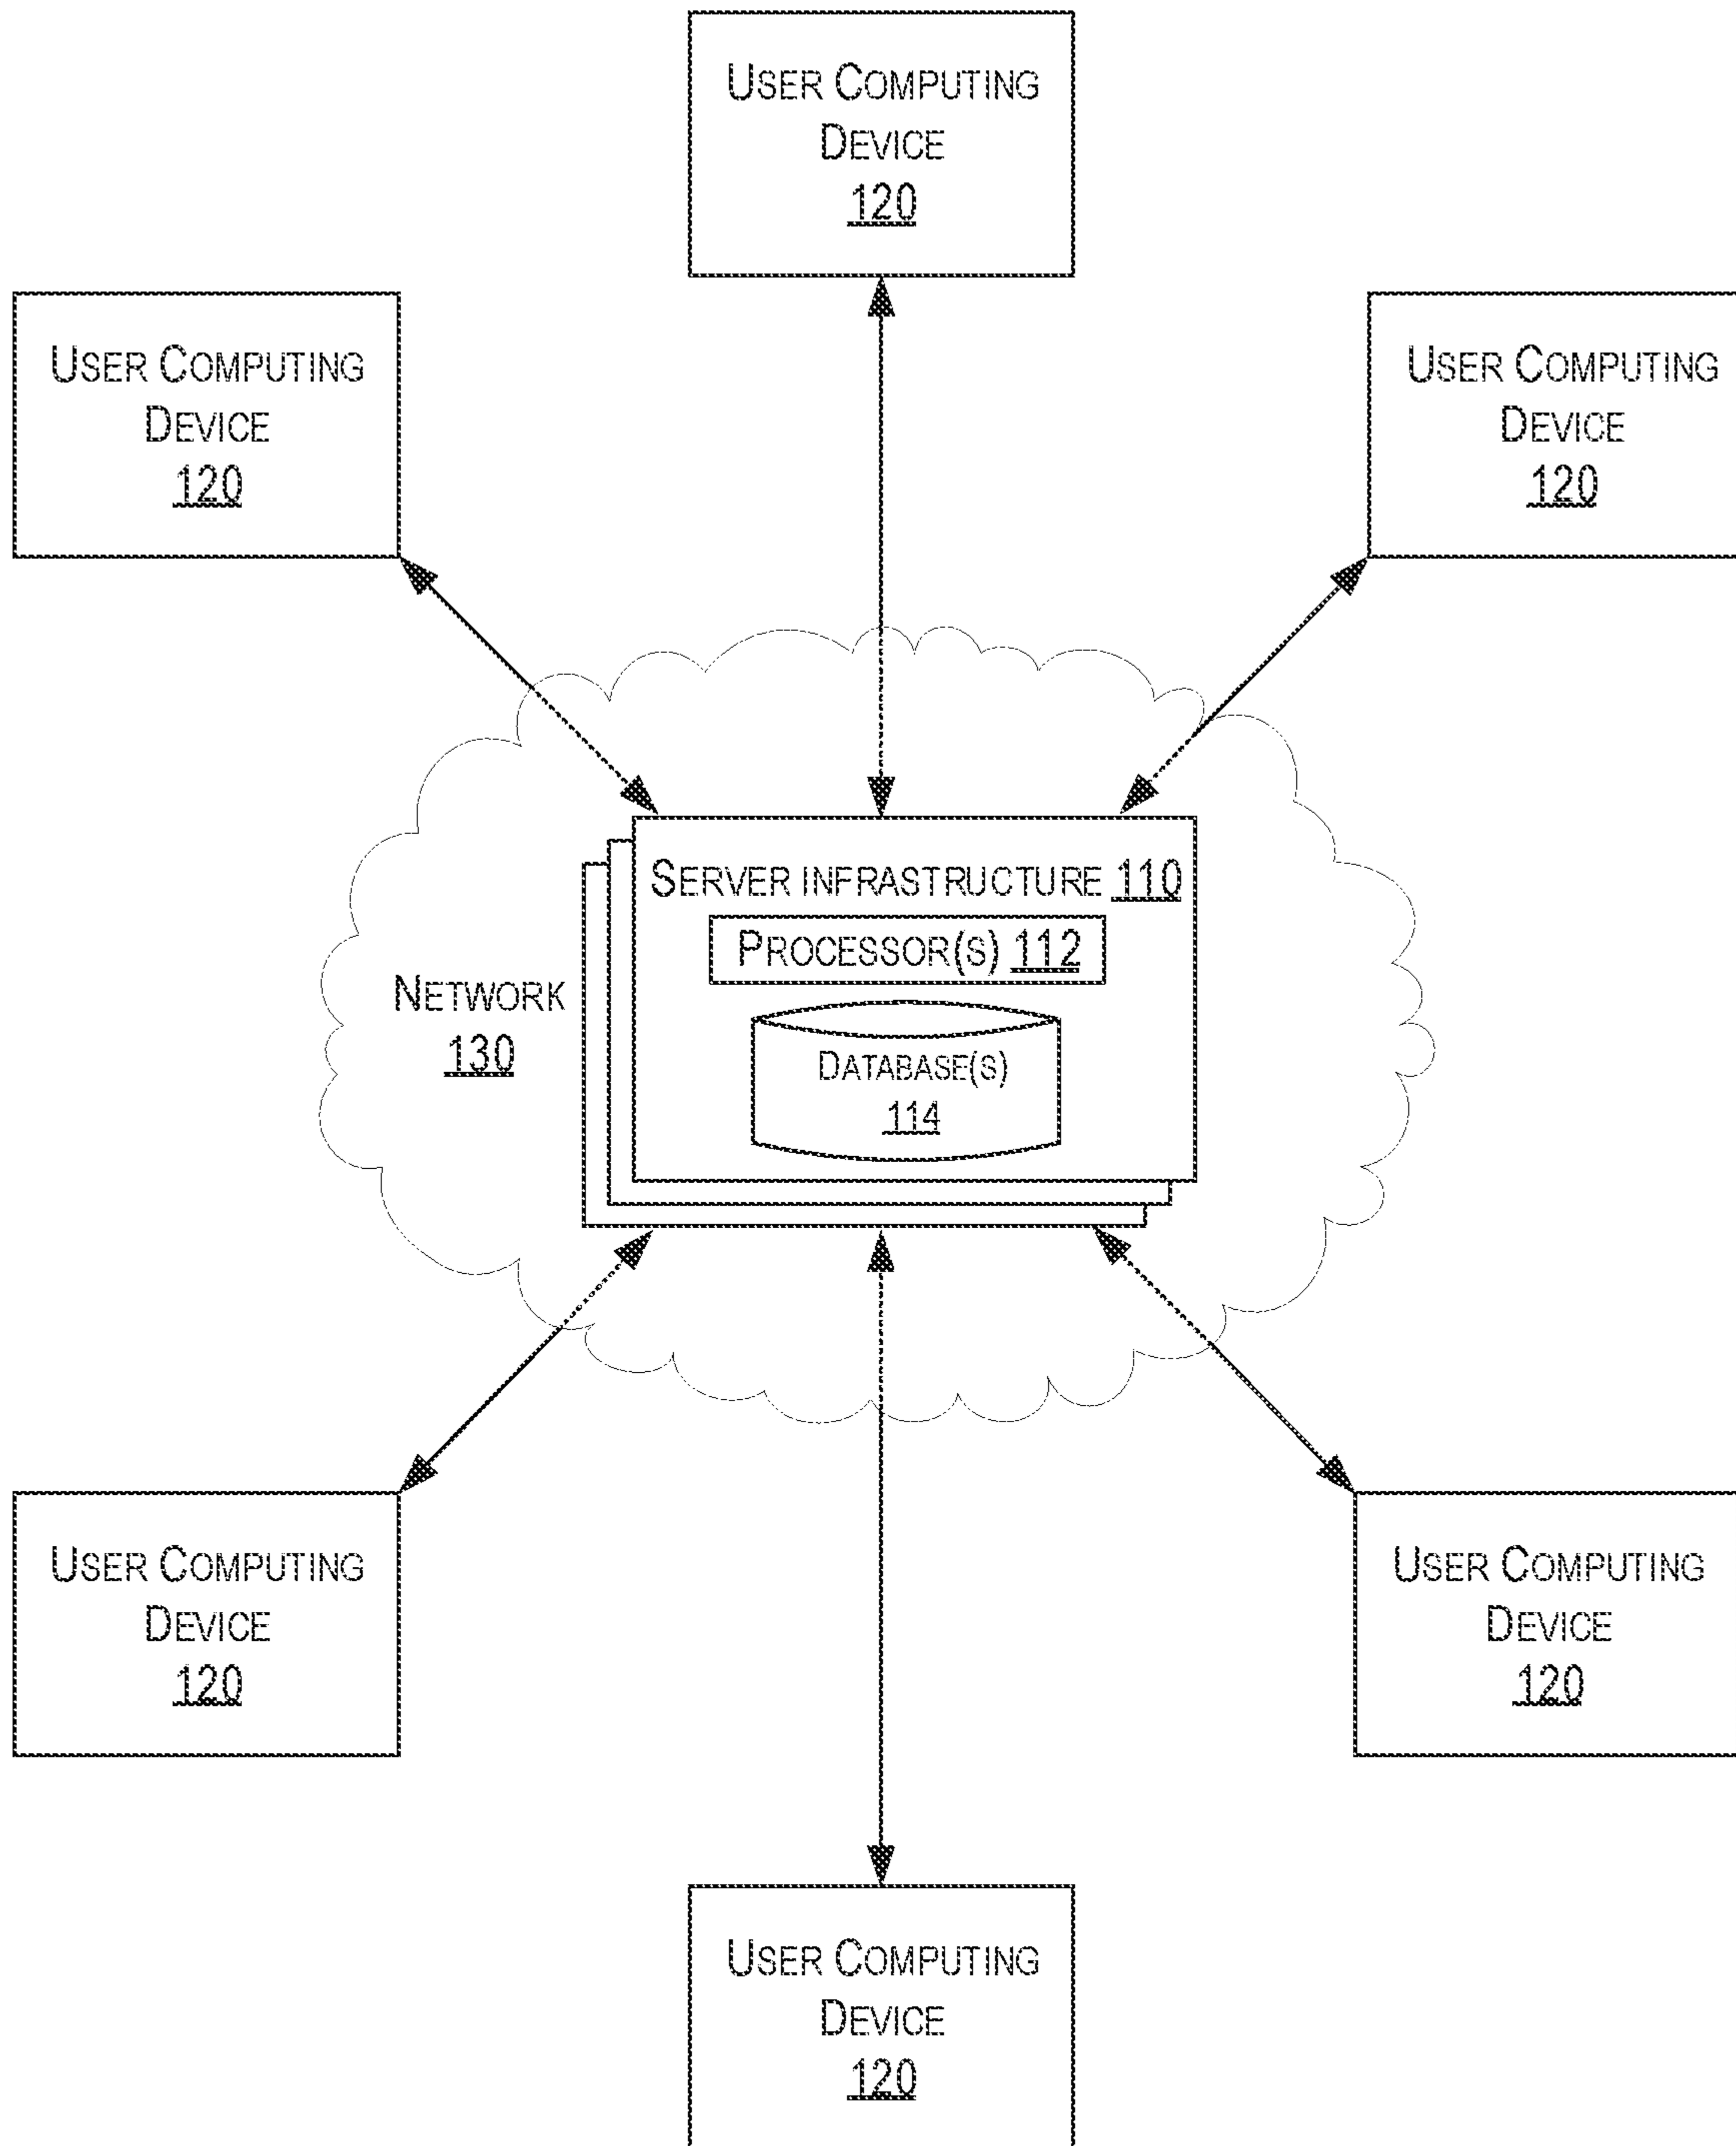 USER COMPUTING
DEVICE
120
USER COMPUTING
DEVICE
120
USER COMPUTING
DEVICE
120
SERVER INFRASTRUCTURE 110
PROCESSOR(S) 112
NETWORK
130
DATABASE(S)
114
USER COMPUTING
DEVICE
120
USER COMPUTING
DEVICE
120
USER COMPUTING
DEVICE
120